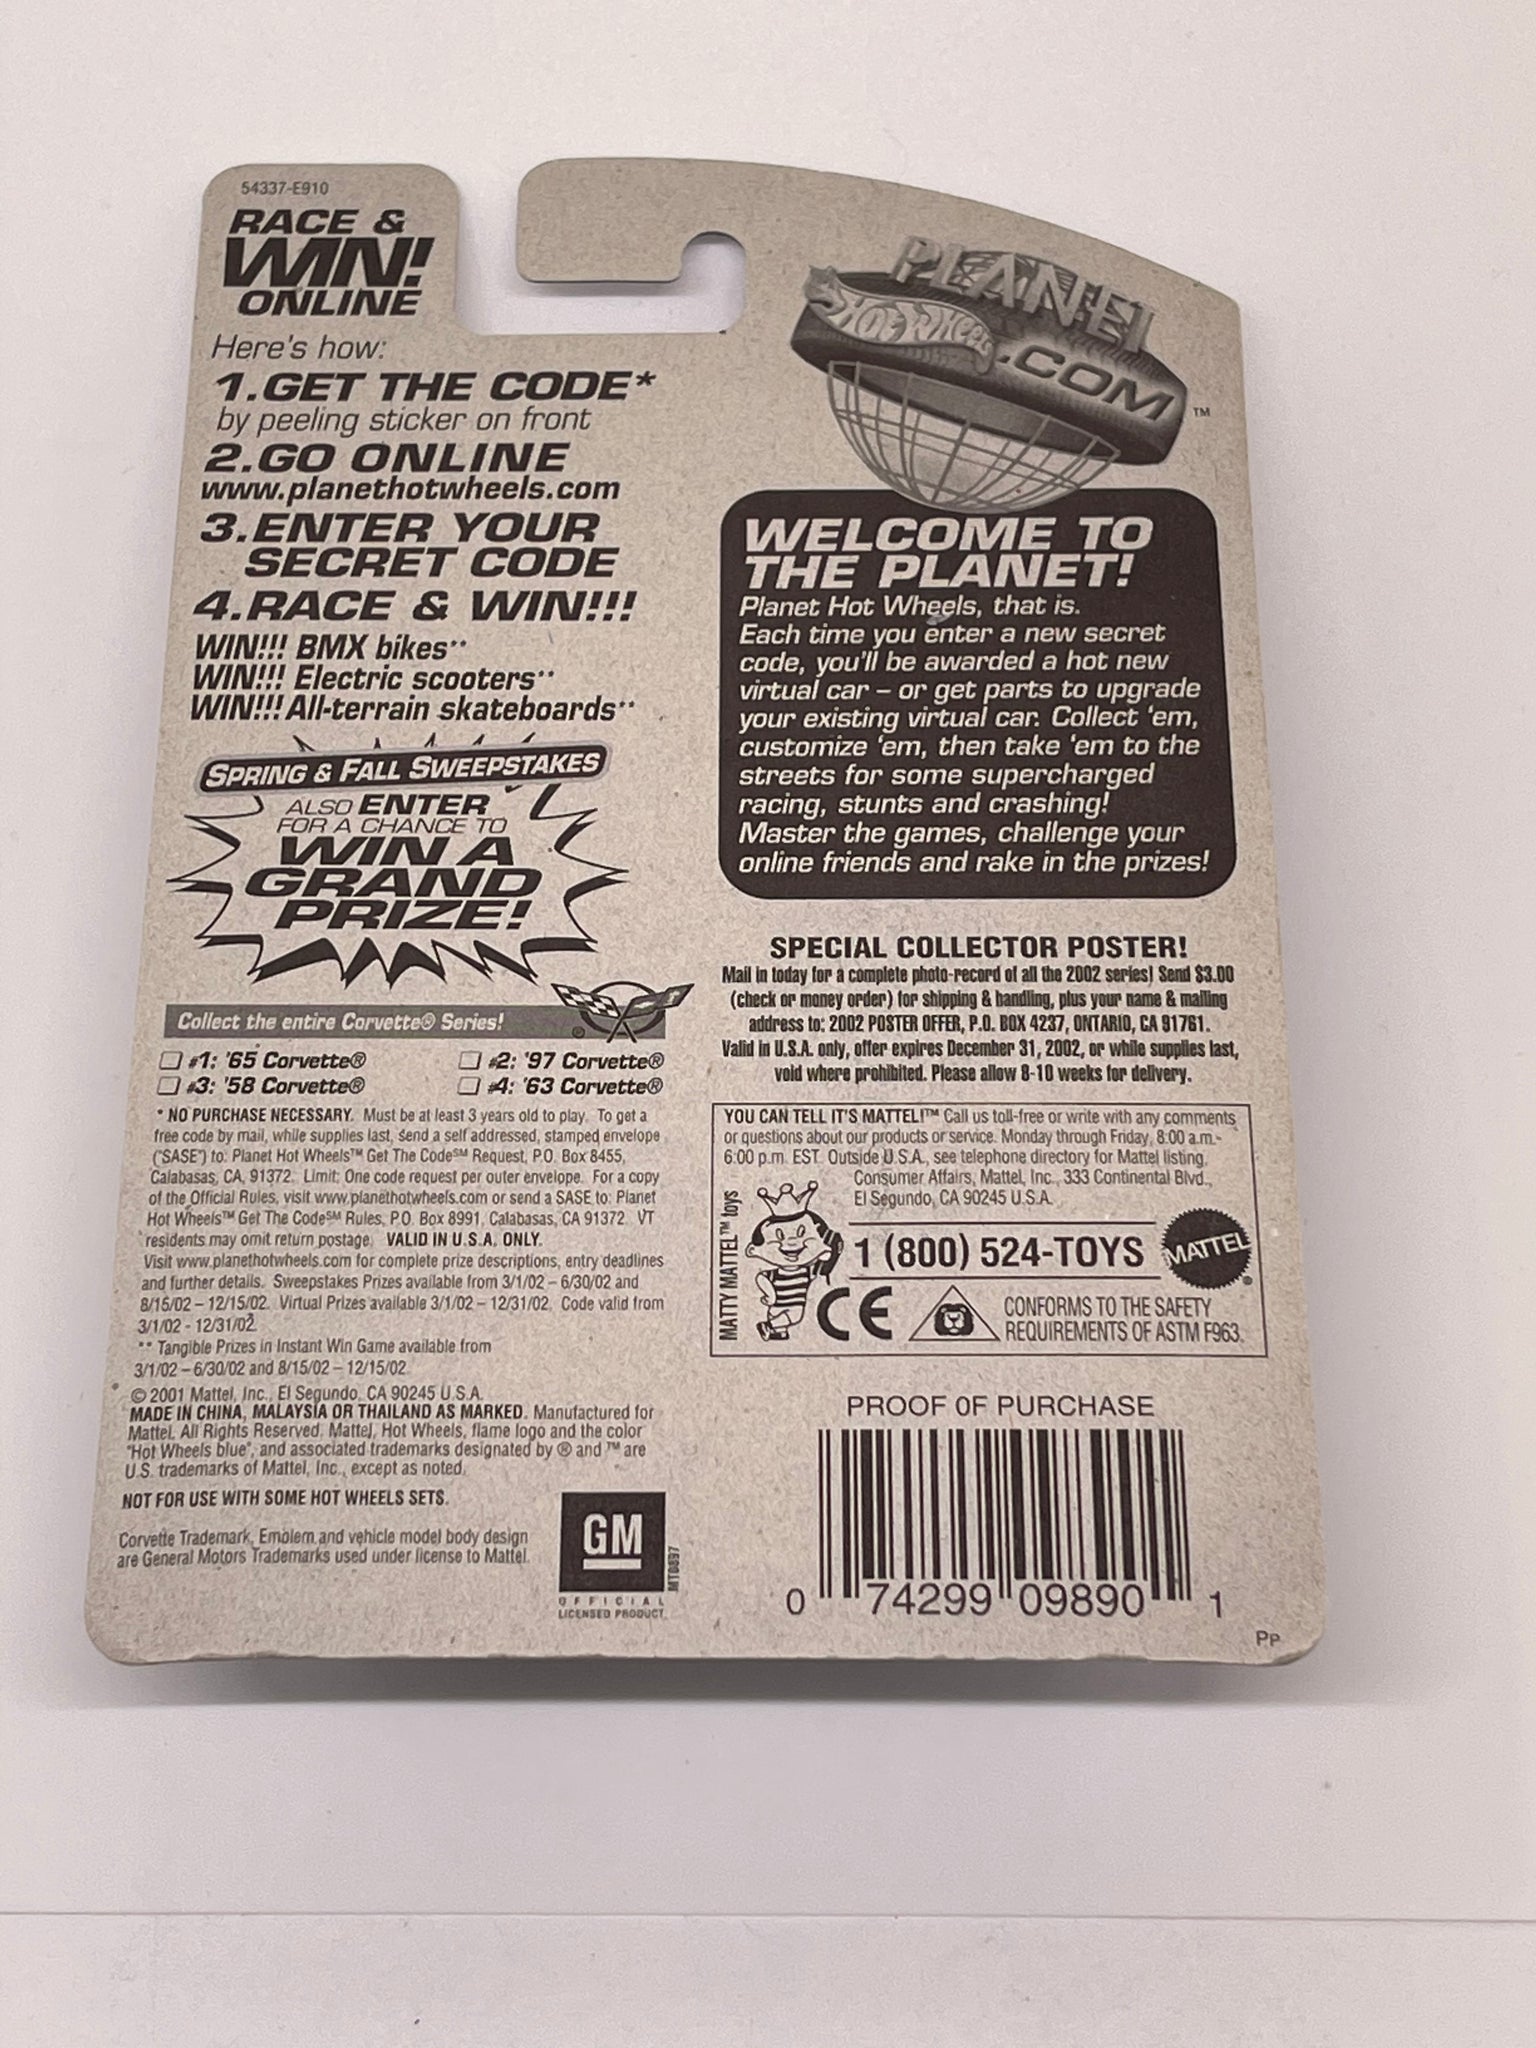 54337-E910
RACE &
WIN!
ONLINE
Here's how:
1.GET THE CODE*
by peeling sticker on front
2.GO ONLINE
www.planethotwheels.com
3.ENTER YOUR
SECRET CODE
4.RACE & WIN!!!
WIN!!! BMX bikes**
WIN!!! Electric scooters**
WIN!!! All-terrain skateboards**
SPRING & FALL SWEEPSTAKES
ALSO ENTER
FOR A CHANCE TO
WIN A
GRAND
PRIZE!
Collect the entire Corvette® Series!
®
#1: '65 Corvette® #2: '97 Corvette®
#3: '58 Corvette® #4: '63 Corvette®
* NO PURCHASE NECESSARY. Must be at least 3 years old to play. To get a
free code by mail, while supplies last, send a self addressed, stamped envelope
("SASE") to: Planet Hot Wheels™ Get The Code℠ Request, P.O. Box 8455,
Calabasas, CA, 91372. Limit: One code request per outer envelope. For a copy
of the Official Rules, visit www.planethotwheels.com or send a SASE to: Planet
Hot Wheels™ Get The Code℠ Rules, P.O. Box 8991, Calabasas, CA 91372. VT
residents may omit return postage. VALID IN U.S.A. ONLY.
Visit www.planethotwheels.com for complete prize descriptions, entry deadlines
and further details. Sweepstakes Prizes available from 3/1/02 – 6/30/02 and
8/15/02 – 12/15/02. Virtual Prizes available 3/1/02 – 12/31/02. Code valid from
3/1/02 - 12/31/02.
** Tangible Prizes in Instant Win Game available from
3/1/02 – 6/30/02 and 8/15/02 – 12/15/02.
© 2001 Mattel, Inc., El Segundo, CA 90245 U.S.A.
MADE IN CHINA, MALAYSIA OR THAILAND AS MARKED. Manufactured for
Mattel. All Rights Reserved. Mattel, Hot Wheels, flame logo and the color
"Hot Wheels blue", and associated trademarks designated by ® and ™ are
U.S. trademarks of Mattel, Inc., except as noted.
NOT FOR USE WITH SOME HOT WHEELS SETS.
Corvette Trademark, Emblem and vehicle model body design
are General Motors Trademarks used under license to Mattel.
GM
OFFICIAL
LICENSED PRODUCT
MT0897
PLANET
HOT WHEELS
.COM
™
WELCOME TO
THE PLANET!
Planet Hot Wheels, that is.
Each time you enter a new secret
code, you'll be awarded a hot new
virtual car – or get parts to upgrade
your existing virtual car. Collect 'em,
customize 'em, then take 'em to the
streets for some supercharged
racing, stunts and crashing!
Master the games, challenge your
online friends and rake in the prizes!
SPECIAL COLLECTOR POSTER!
Mail in today for a complete photo-record of all the 2002 series! Send $3.00
(check or money order) for shipping & handling, plus your name & mailing
address to: 2002 POSTER OFFER, P.O. BOX 4237, ONTARIO, CA 91761.
Valid in U.S.A. only, offer expires December 31, 2002, or while supplies last,
void where prohibited. Please allow 8-10 weeks for delivery.
YOU CAN TELL IT'S MATTEL!™ Call us toll-free or write with any comments
or questions about our products or service. Monday through Friday, 8:00 a.m.-
6:00 p.m. EST. Outside U.S.A., see telephone directory for Mattel listing.
Consumer Affairs, Mattel, Inc., 333 Continental Blvd.,
El Segundo, CA 90245 U.S.A.
MATTY MATTEL™ toys
1 (800) 524-TOYS
MATTEL®
CE
CONFORMS TO THE SAFETY
REQUIREMENTS OF ASTM F963.
PROOF OF PURCHASE
0 74299 09890 1
PP